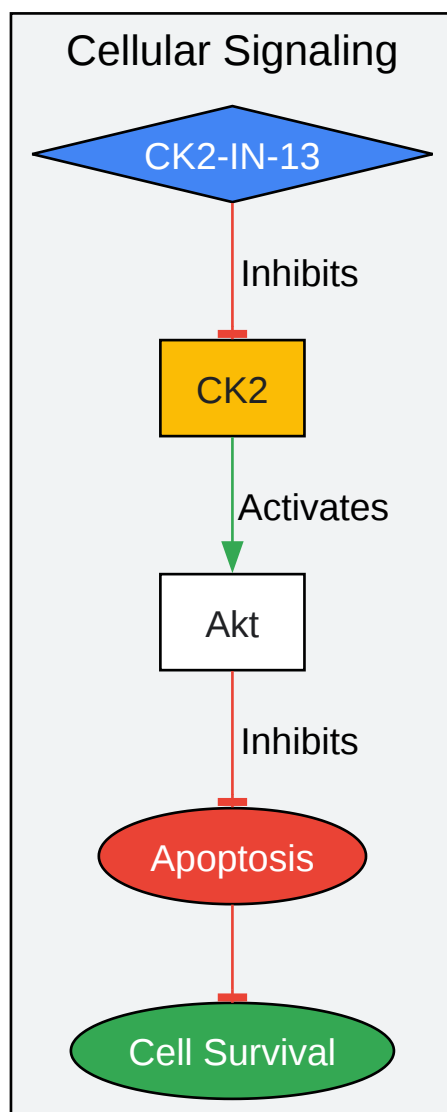 Cellular Signaling
CK2-IN-13
Inhibits
CK2
Activates
Akt
Inhibits
Apoptosis
Cell Survival